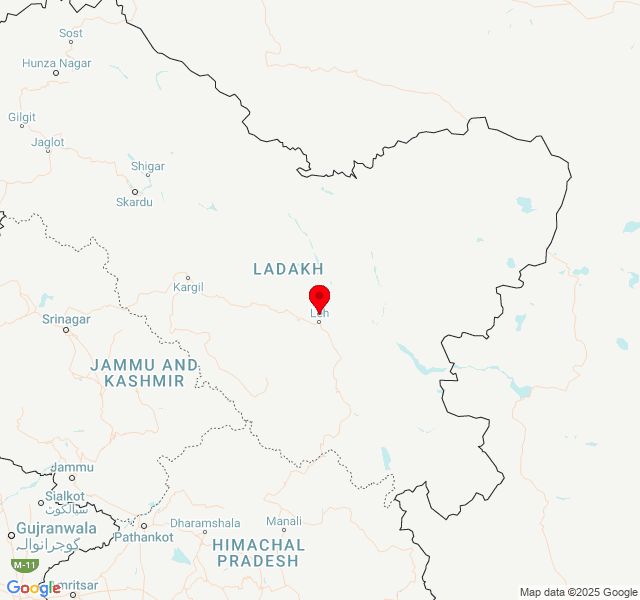 Sost
Hunza Nagar
Gilgit
Jaglot
Shigar
Skardu
LADAKH
Kargil
Leh
Srinagar
JAMMU AND
KASHMIR
Jammu
Sialkot
سیالکوٹ
Gujranwala
گوجرانوالہ
Pathankot
Dharamshala
Manali
HIMACHAL
PRADESH
M-11
Amritsar
Google
Map data ©2025 Google